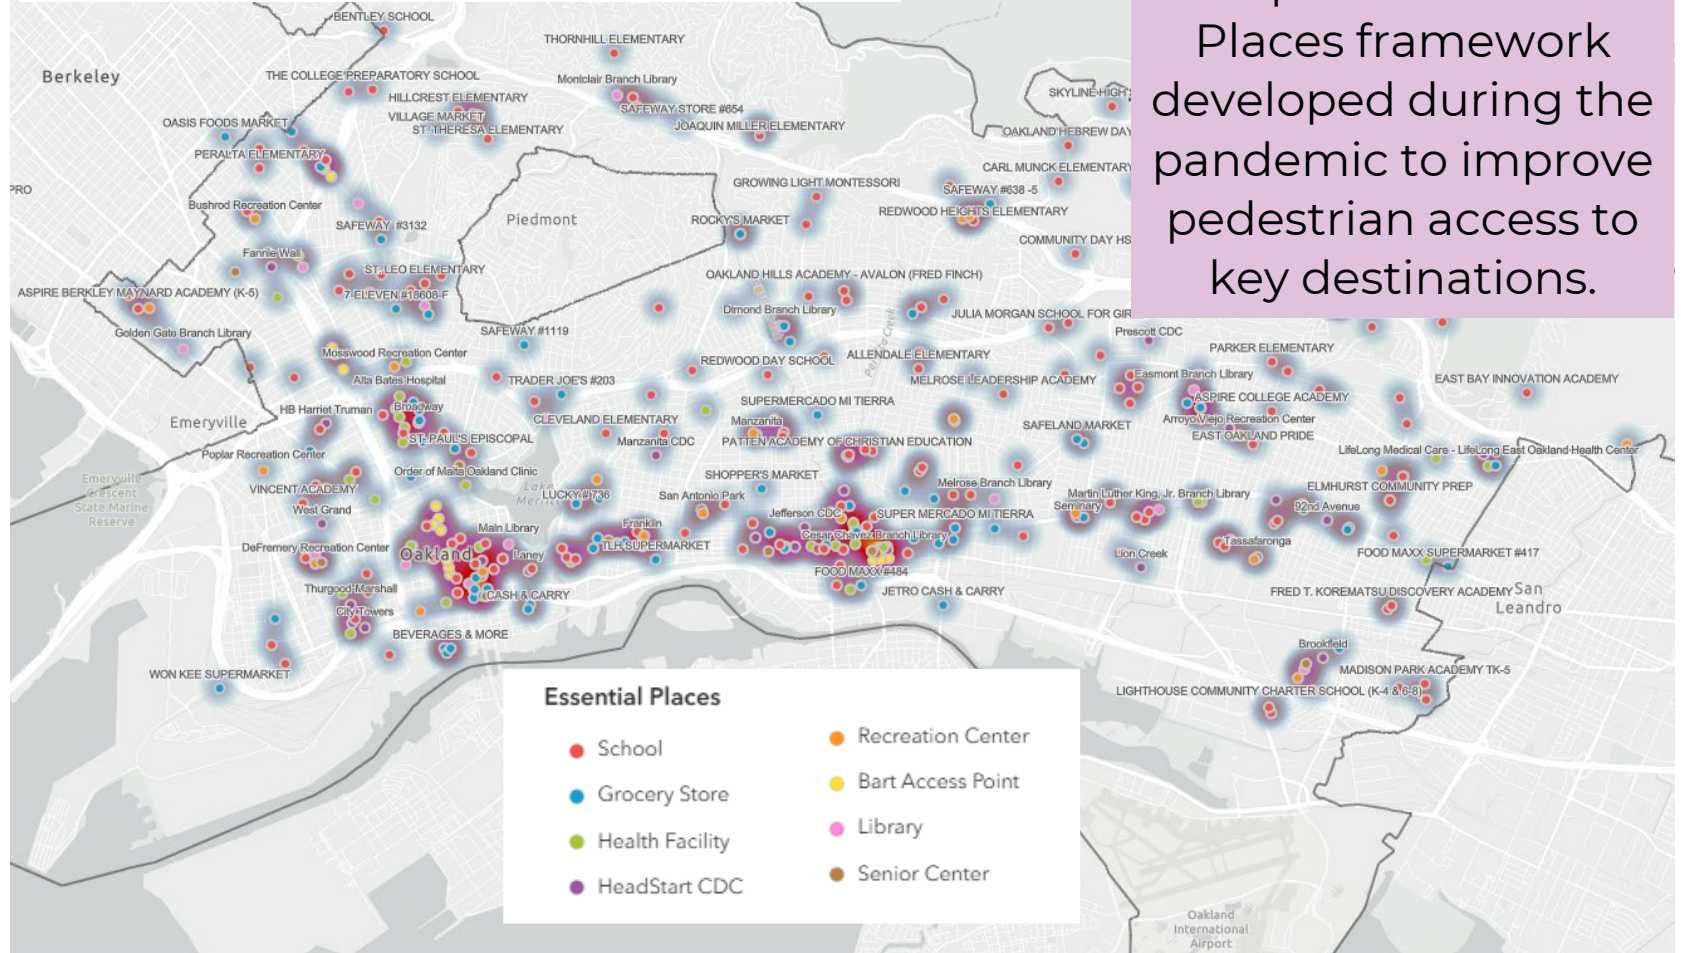 Places framework
developed during the
pandemic to improve
pedestrian access to
key destinations.
BENTLEY SCHOOL
THORNHILL ELEMENTARY
Berkeley
THE COLLEGE PREPARATORY SCHOOL
Montclair Branch Library
SKYLINE HIGH
HILLCREST ELEMENTARY
SAFEWAY STORE #654
VILLAGE MARKET
OASIS FOODS MARKET
ST. THERESA ELEMENTARY
JOAQUIN MILLER ELEMENTARY
OAKLAND HEBREW DAY
PERALTA ELEMENTARY
CARL MUNCK ELEMENTARY
PRO
GROWING LIGHT MONTESSORI
SAFEWAY #638 -5
Bushrod Recreation Center
SAFEWAY #3132
Piedmont
ROCKY'S MARKET
REDWOOD HEIGHTS ELEMENTARY
COMMUNITY DAY HS
Fannie Wall
ST. LEO ELEMENTARY
OAKLAND HILLS ACADEMY - AVALON (FRED FINCH)
ASPIRE BERKLEY MAYNARD ACADEMY (K-5)
7-ELEVEN #18608-F
Dimond Branch Library
JULIA MORGAN SCHOOL FOR GIR
Golden Gate Branch Library
SAFEWAY #1119
Prescott CDC
Peralta Creek
Mosswood Recreation Center
REDWOOD DAY SCHOOL
ALLENDALE ELEMENTARY
PARKER ELEMENTARY
Alta Bates Hospital
TRADER JOE'S #203
MELROSE LEADERSHIP ACADEMY
Easmont Branch Library
EAST BAY INNOVATION ACADEMY
HB Harriet Truman
Broadway
SUPERMERCADO MI TIERRA
ASPIRE COLLEGE ACADEMY
Emeryville
CLEVELAND ELEMENTARY
Manzanita
SAFELAND MARKET
Arroyo Viejo Recreation Center
ST. PAUL'S EPISCOPAL
Manzanita CDC
PATTEN ACADEMY OF CHRISTIAN EDUCATION
EAST OAKLAND PRIDE
Poplar Recreation Center
LifeLong Medical Care - LifeLong East Oakland-Health Center
Emeryville
Crescent
State Marine
Reserve
Order of Malta Oakland Clinic
SHOPPER'S MARKET
VINCENT ACADEMY
Lake
Merritt
LUCKY #736
San Antonio Park
Melrose Branch Library
Martin Luther King, Jr. Branch Library
ELMHURST COMMUNITY PREP
West Grand
Main Library
Franklin
Jefferson CDC
SUPER MERCADO MI TIERRA
Seminary
92nd Avenue
DeFremery Recreation Center
Oakland
Laney
TLH SUPERMARKET
Cesar Chavez Branch Library
Lion Creek
Tassafaronga
FOOD MAXX SUPERMARKET #417
FOOD MAXX #484
Thurgood Marshall
CASH & CARRY
JETRO CASH & CARRY
FRED T. KOREMATSU DISCOVERY ACADEMY
San
Leandro
City Towers
BEVERAGES & MORE
Brookfield
WON KEE SUPERMARKET
MADISON PARK ACADEMY TK-5
LIGHTHOUSE COMMUNITY CHARTER SCHOOL (K-4 & 6-8)
Essential Places
School
Grocery Store
Health Facility
HeadStart CDC
Recreation Center
Bart Access Point
Library
Senior Center
Oakland
International
Airport